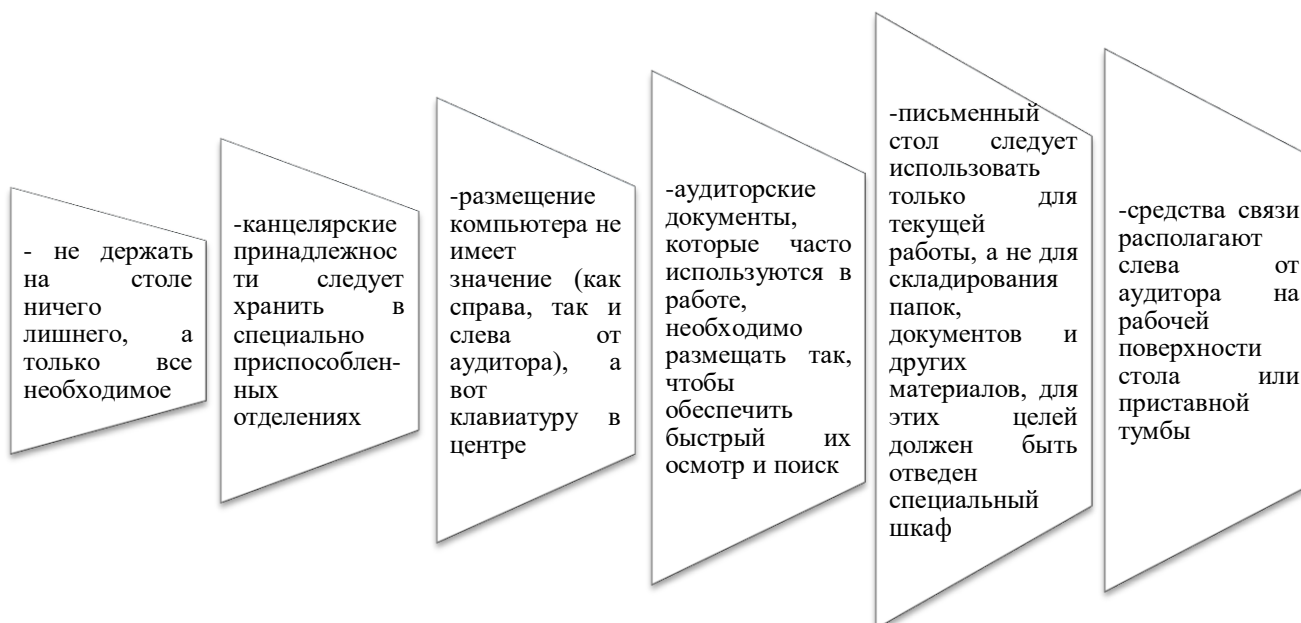 - не держать
на столе
ничего
лишнего, а
только все
необходимое
-канцелярские
принадлежнос
ти следует
хранить в
специально
приспособлен-
ных
отделениях
-размещение
компьютера не
имеет
значение (как
справа, так и
слева от
аудитора), а
вот
клавиатуру в
центре
-аудиторские
документы,
которые часто
используются в
работе,
необходимо
размещать так,
чтобы
обеспечить
быстрый их
осмотр и поиск
-письменный
стол следует
использовать
только для
текущей
работы, а не для
складирования
папок,
документов и
других
материалов, для
этих целей
должен быть
отведен
специальный
шкаф
-средства связи
располагают
слева от
аудитора на
рабочей
поверхности
стола или
приставной
тумбы